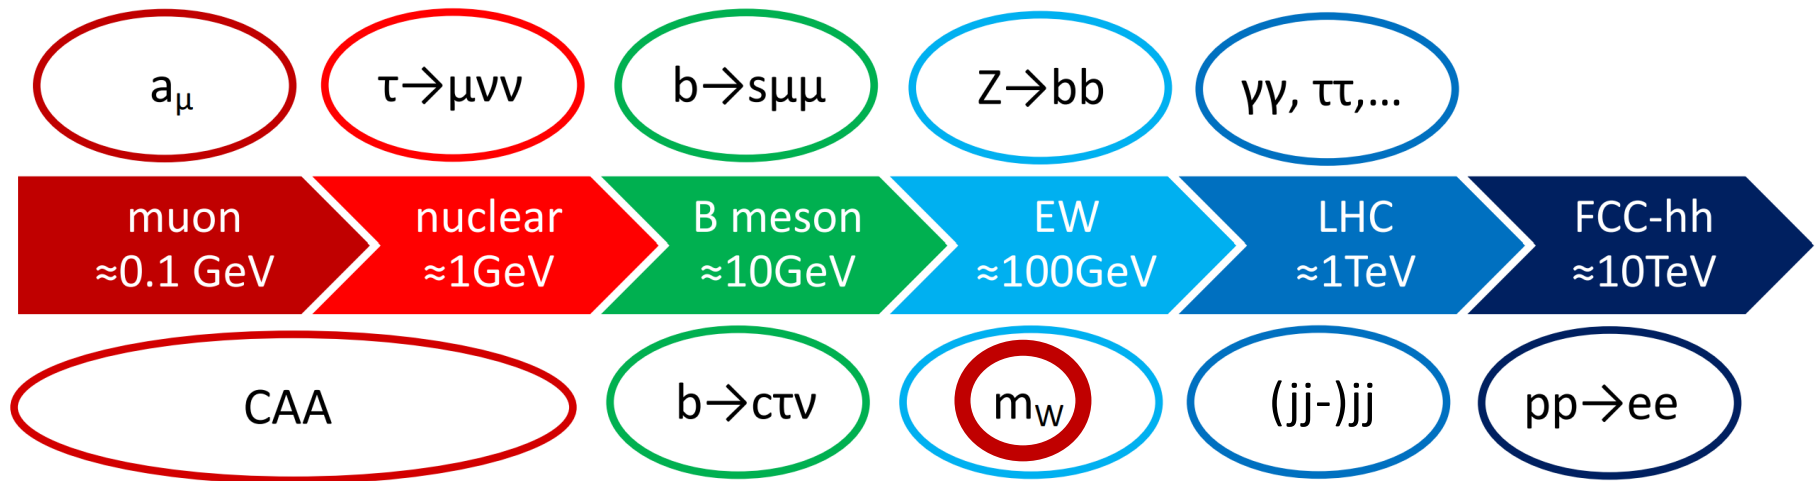 aμ
τ→μνν
b→sμμ
Z→bb
γγ, ττ,...
muon
≈0.1 GeV
nuclear
≈1GeV
B meson
≈10GeV
EW
≈100GeV
LHC
≈1TeV
FCC-hh
≈10TeV
CAA
b→cτν
mW
(jj-)jj
pp→ee